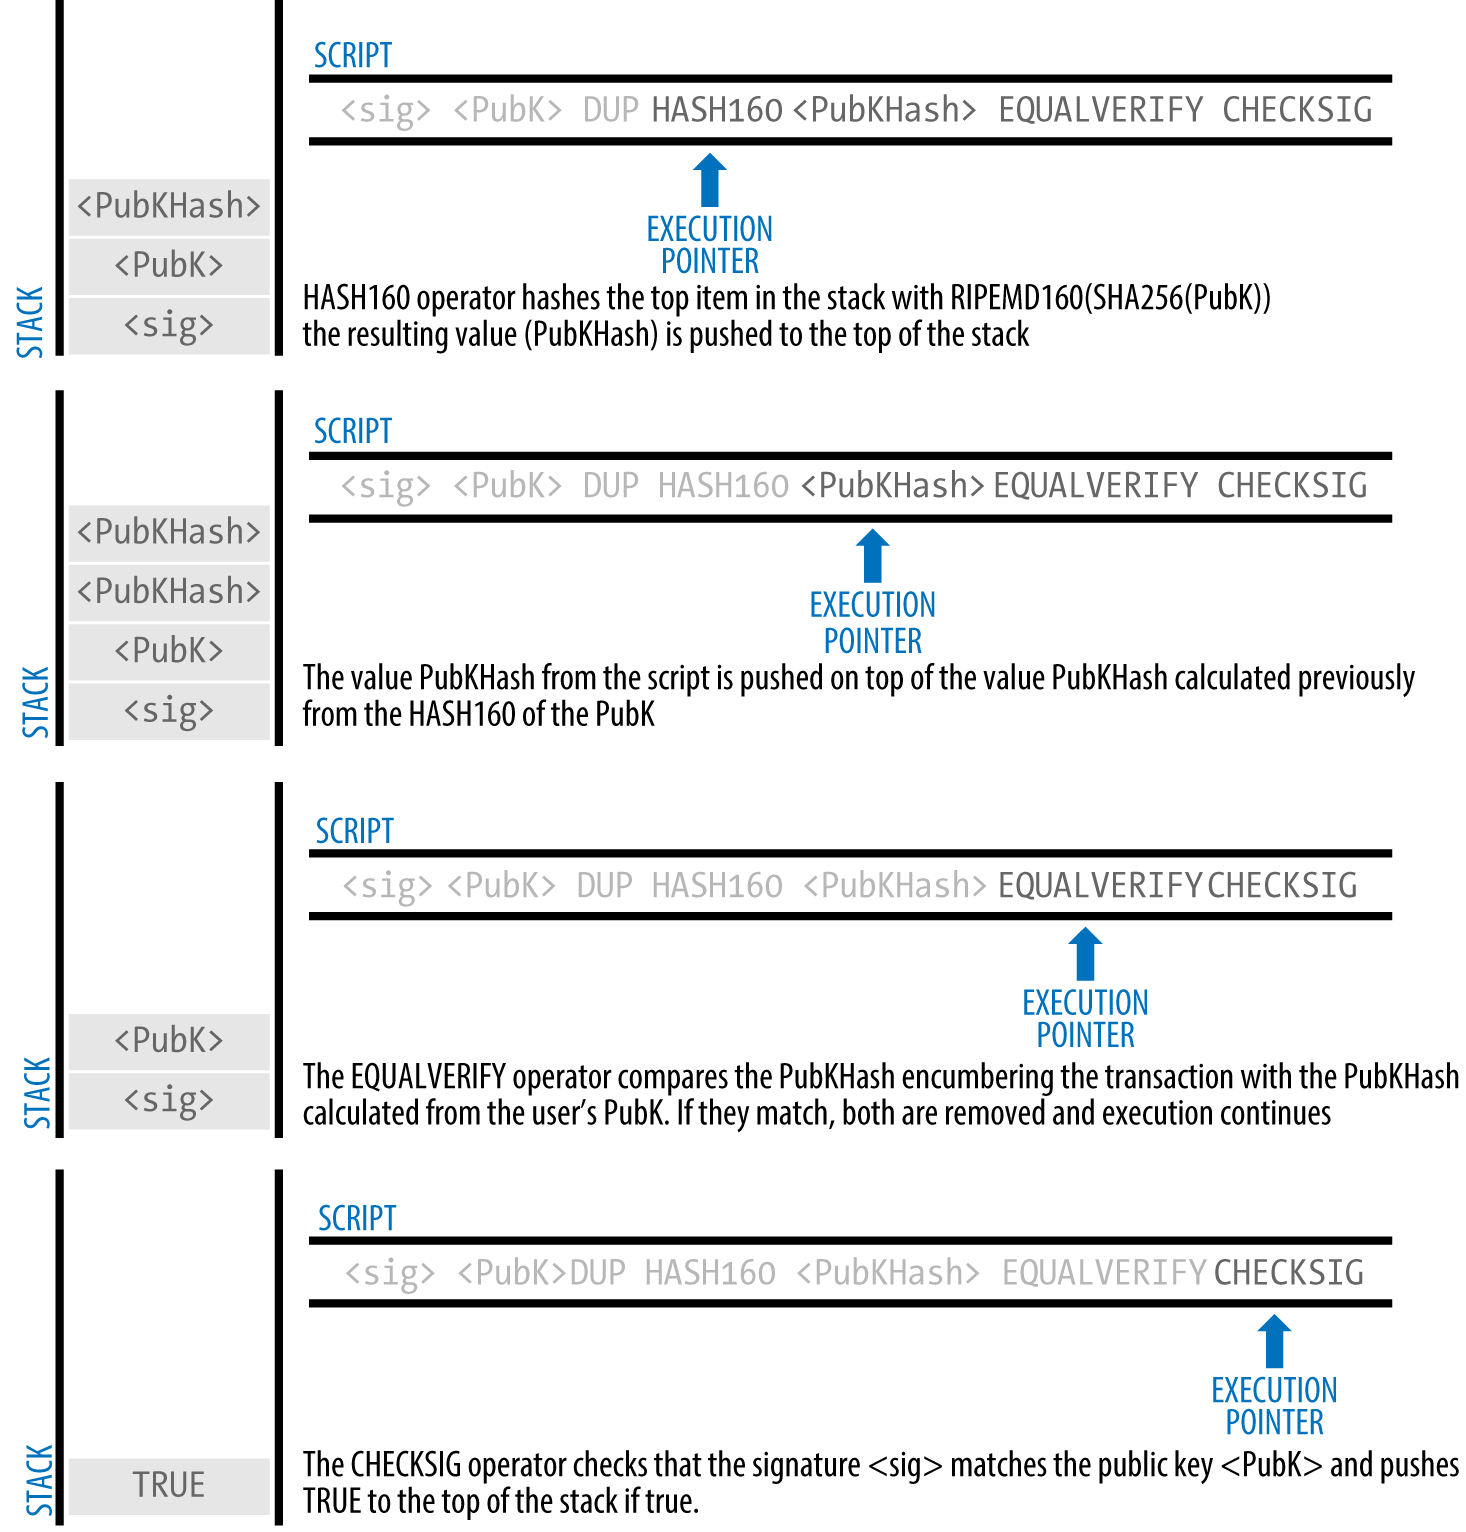 SCRIPT
<sig> <PubK> DUP HASH160 <PubKHash> EQUALVERIFY CHECKSIG
<PubKHash>
<PubK>
<sig>
STACK
EXECUTION
POINTER
HASH160 operator hashes the top item in the stack with RIPEMD160(SHA256(PubK))
the resulting value (PubKHash) is pushed to the top of the stack
SCRIPT
<sig> <PubK> DUP HASH160 <PubKHash> EQUALVERIFY CHECKSIG
<PubKHash>
<PubKHash>
<PubK>
<sig>
STACK
EXECUTION
POINTER
The value PubKHash from the script is pushed on top of the value PubKHash calculated previously
from the HASH160 of the PubK
SCRIPT
<sig> <PubK> DUP HASH160 <PubKHash> EQUALVERIFY CHECKSIG
<PubK>
<sig>
STACK
EXECUTION
POINTER
The EQUALVERIFY operator compares the PubKHash encumbering the transaction with the PubKHash
calculated from the user’s PubK. If they match, both are removed and execution continues
SCRIPT
<sig> <PubK> DUP HASH160 <PubKHash> EQUALVERIFY CHECKSIG
TRUE
STACK
EXECUTION
POINTER
The CHECKSIG operator checks that the signature <sig> matches the public key <PubK> and pushes
TRUE to the top of the stack if true.